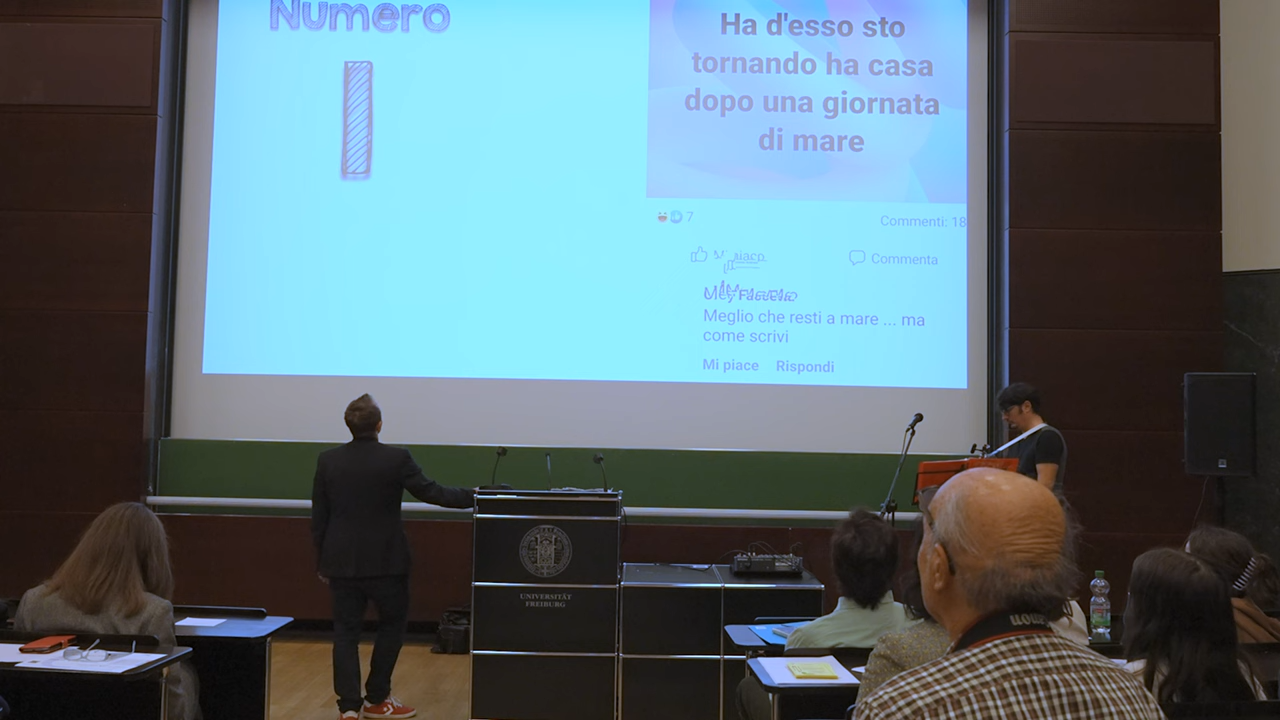 Numero
1
Ha d'esso sto
tornando ha casa
dopo una giornata
di mare
7
Commenti: 18
Commenta
Meglio che resti a mare ... ma
come scrivi
Mi piace Rispondi
UNIVERSITÄT
FREIBURG